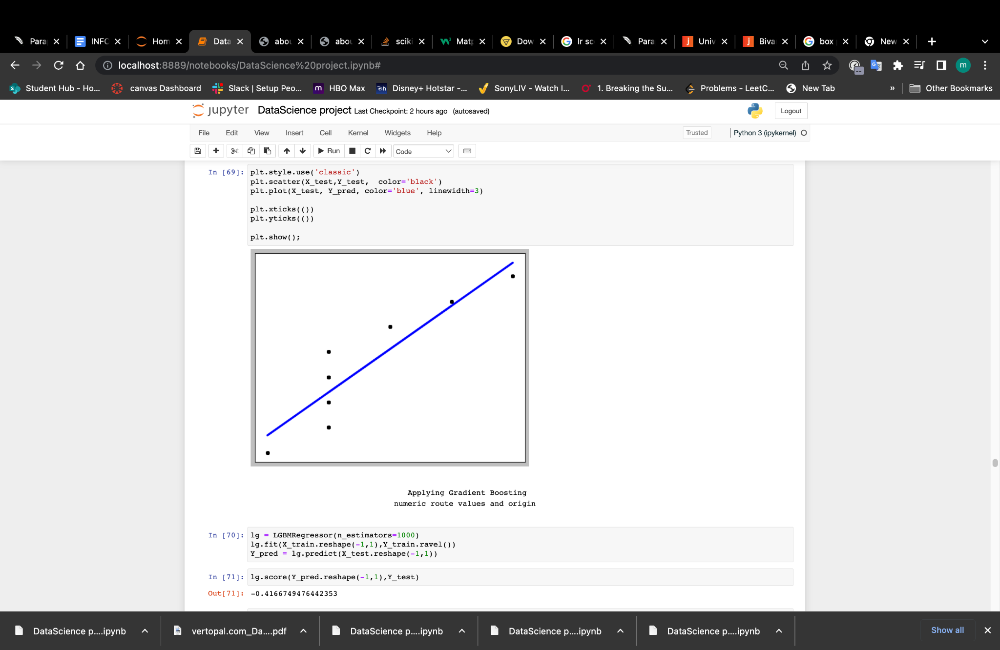 Para INFC Hom Data abou abou sciki Matp Dow lr sc Para Univ Biva box New
localhost:8889/notebooks/DataScience%20project.ipynb#
m
Student Hub - Ho... canvas Dashboard Slack | Setup Peo... HBO Max Disney+ Hotstar -... SonyLIV - Watch I... 1. Breaking the Su... Problems - LeetC... New Tab » Other Bookmarks
jupyter DataScience project Last Checkpoint: 2 hours ago (autosaved) Logout
File Edit View Insert Cell Kernel Widgets Help Trusted Python 3 (ipykernel)
Run Code
In [69]: plt.style.use('classic')
plt.scatter(X_test,Y_test,  color='black')
plt.plot(X_test, Y_pred, color='blue', linewidth=3)
plt.xticks(())
plt.yticks(())
plt.show();
Applying Gradient Boosting
numeric route values and origin
In [70]: lg = LGBMRegressor(n_estimators=1000)
lg.fit(X_train.reshape(-1,1),Y_train.ravel())
Y_pred = lg.predict(X_test.reshape(-1,1))
In [71]: lg.score(Y_pred.reshape(-1,1),Y_test)
Out[71]: -0.4166749476442353
DataScience p....ipynb vertopal.com_Da....pdf DataScience p....ipynb DataScience p....ipynb DataScience p....ipynb Show all